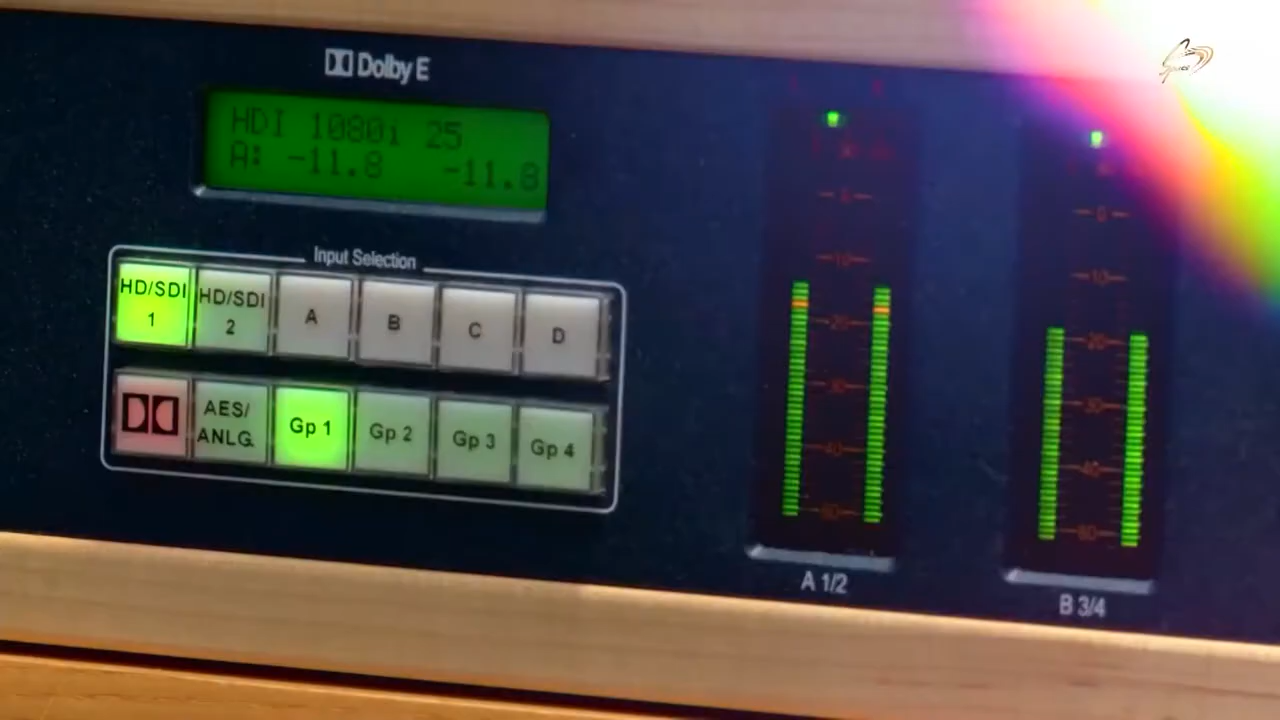 Dolby E
HDI 1080i 25
A: -11.8 -11.8
Input Selection
HD/SDI 1
HD/SDI 2
A
B
C
D
AES/ANLG.
Gp 1
Gp 2
Gp 3
Gp 4
-10-
-20-
-30-
-40-
-60-
A 1/2
-0-
-10-
-20-
-30-
-40-
-60-
B 3/4